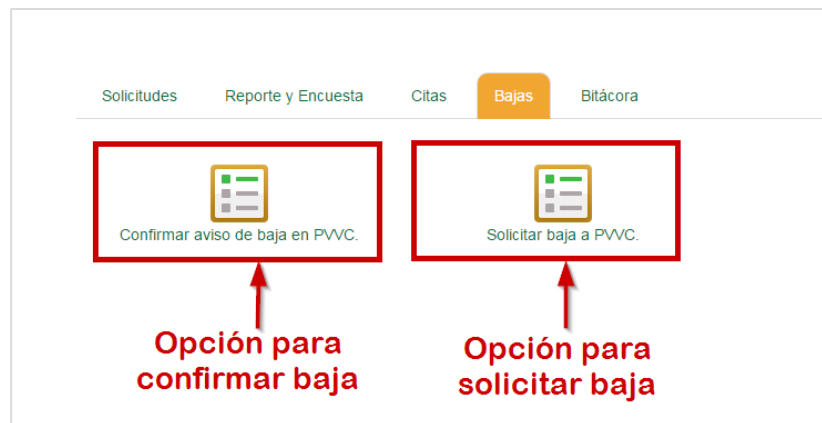 Solicitudes Reporte y Encuesta Citas Bajas Bitácora
Confirmar aviso de baja en PVVC. Solicitar baja a PVVC.
Opción para confirmar baja
Opción para solicitar baja